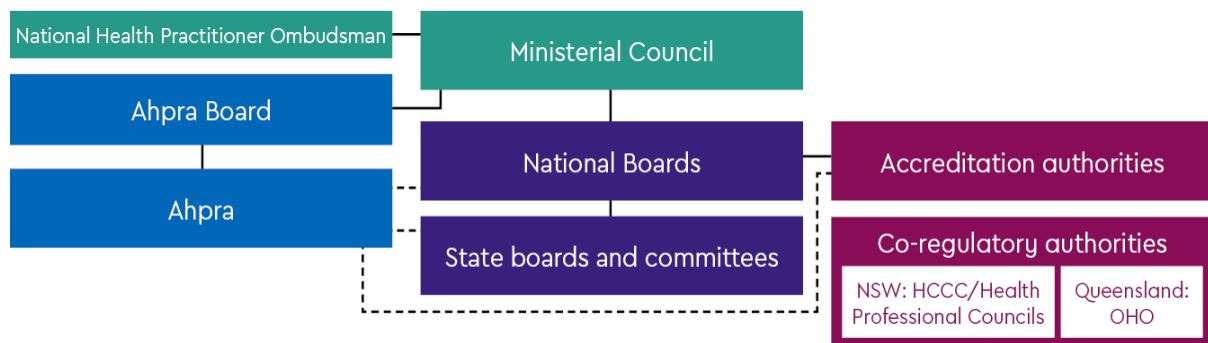 National Health Practitioner Ombudsman
Ministerial Council
Ahpra Board
National Boards
Accreditation authorities
Ahpra
State boards and committees
Co-regulatory authorities
NSW: HCCC/Health
Professional Councils
Queensland:
OHO